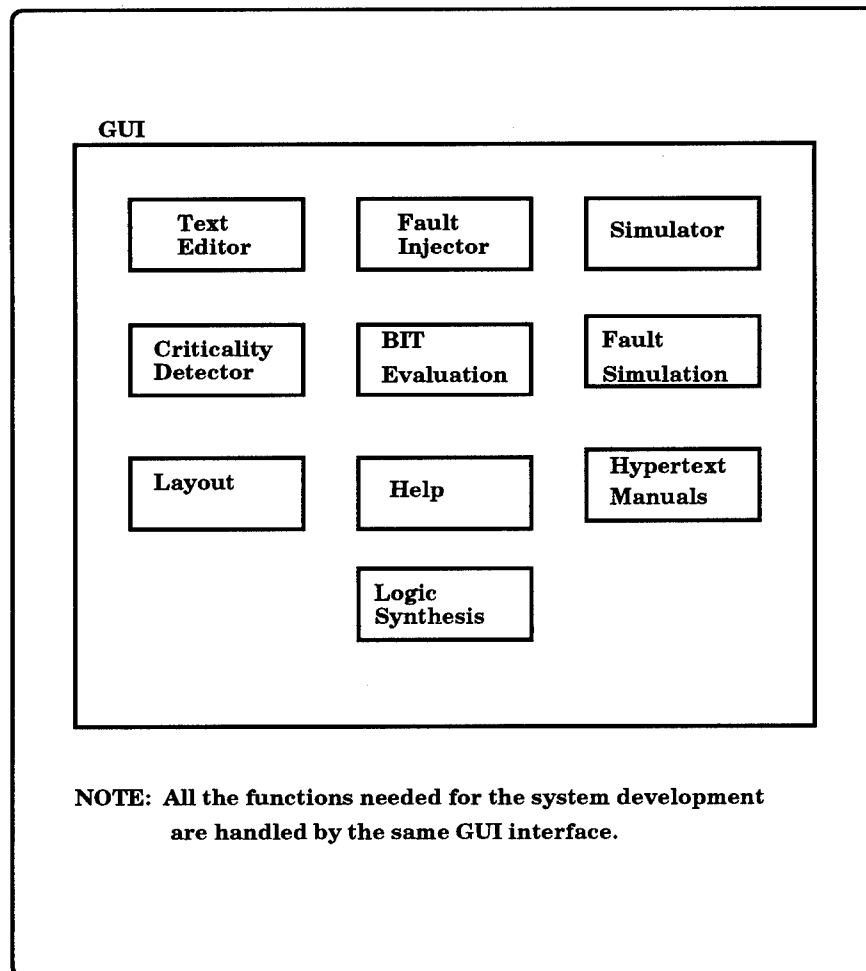 GUI
Text
Editor
Fault
Injector
Simulator
Criticality
Detector
BIT
Evaluation
Fault
Simulation
Layout
Help
Hypertext
Manuals
Logic
Synthesis
NOTE: All the functions needed for the system development
are handled by the same GUI interface.